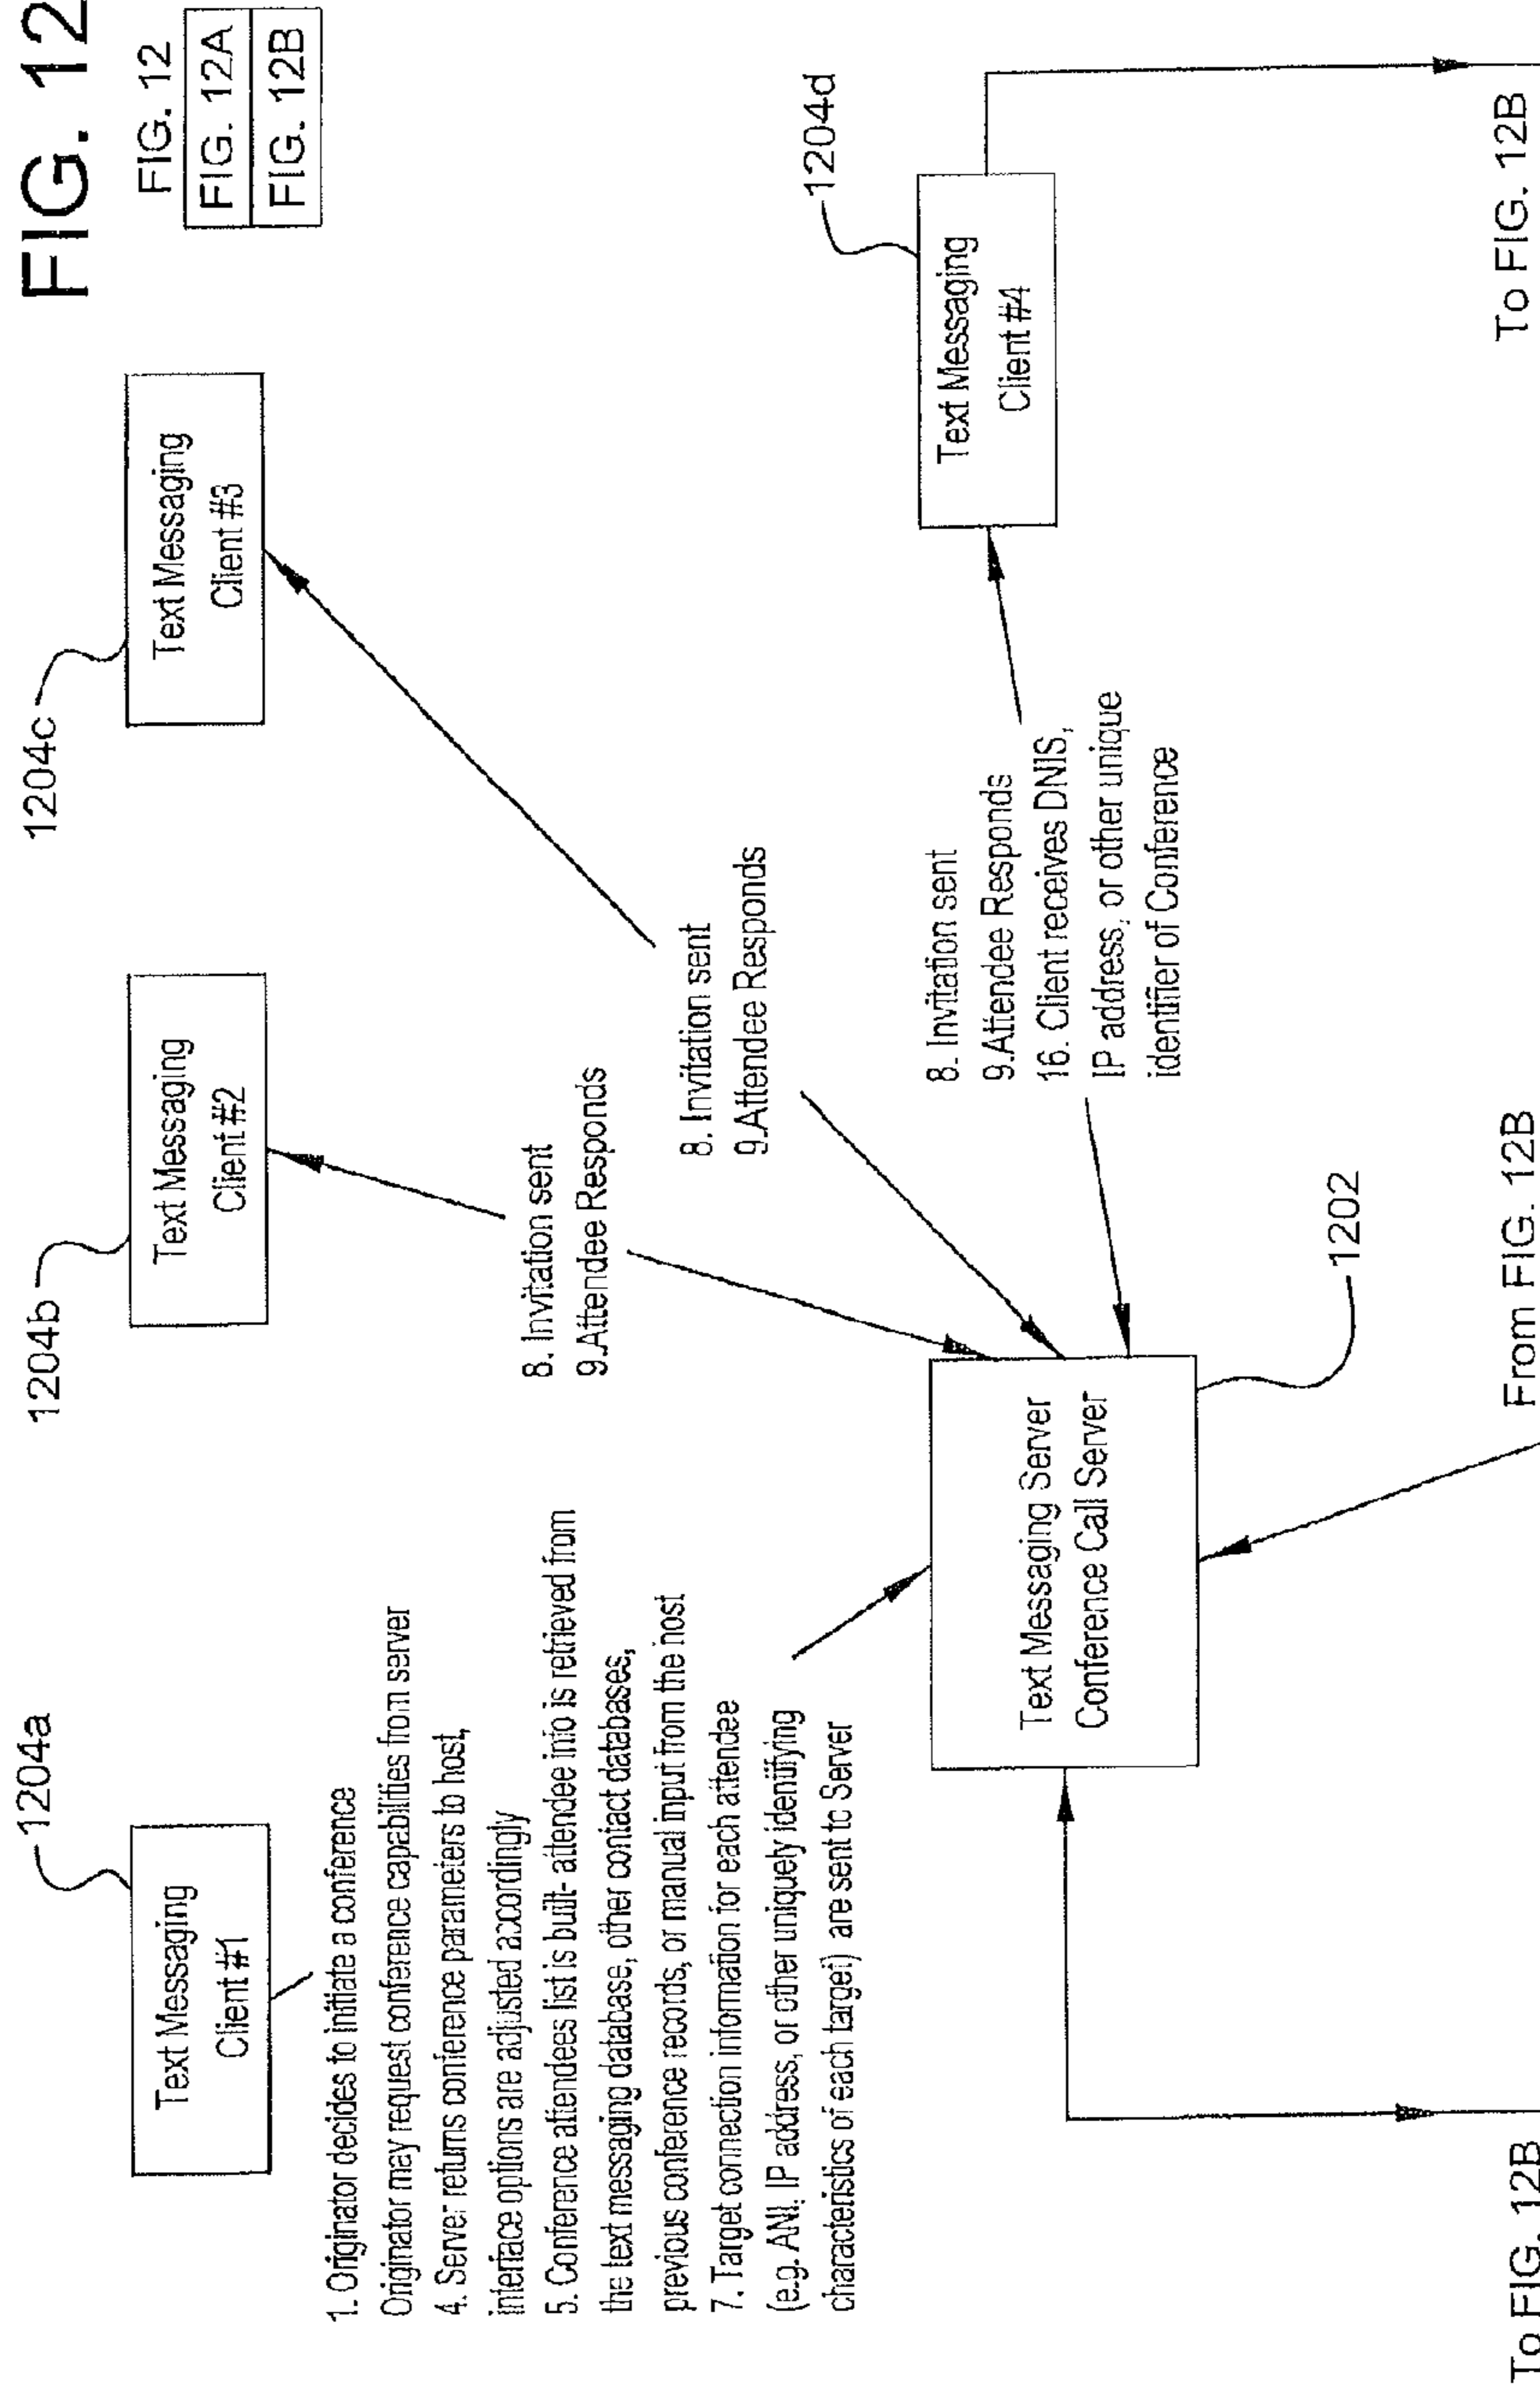 FIG. 12
FIG. 12
FIG. 12A
FIG. 12B
1204a
Text Messaging
Client #1
1204b
Text Messaging
Client #2
1204c
Text Messaging
Client #3
1. Originator decides to initiate a conference
Originator may request conference capabilities from server
4. Server returns conference parameters to host,
interface options are adjusted accordingly
5. Conference attendees list is built- attendee info is retrieved from
the text messaging database, other contact databases,
previous conference records, or manual input from the host
7. Target connection information for each attendee
(e.g. ANI, IP address, or other uniquely identifying
characteristics of each target) are sent to Server
8. Invitation sent
9.Attendee Responds
8. Invitation sent
9.Attendee Responds
8. Invitation sent
9.Attendee Responds
16. Client receives DNIS,
IP address, or other unique
identifier of Conference
1204d
Text Messaging
Client #4
Text Messaging Server
Conference Call Server
1202
To FIG. 12B
From FIG. 12B
To FIG. 12B